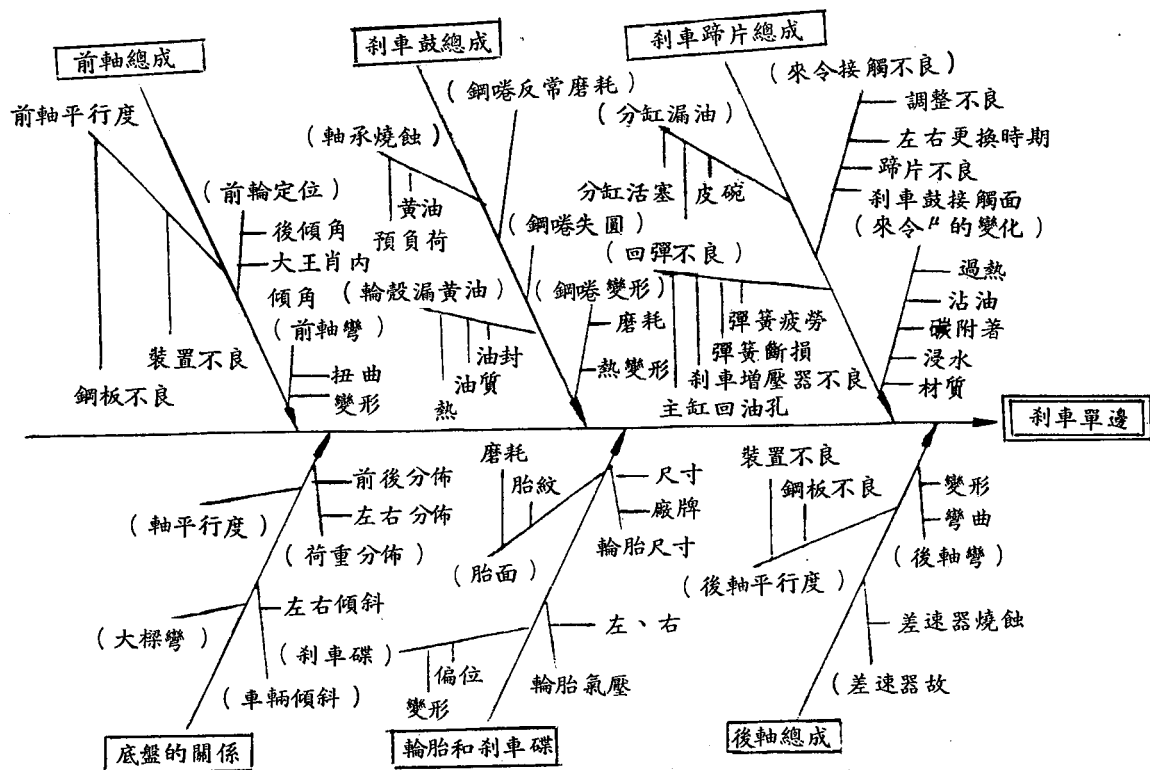 前軸總成
前軸平行度
鋼板不良
裝置不良
(前輪定位)
後傾角
大王肖内
傾角
(前軸彎)
扭曲
變形
刹車鼓總成
(軸承燒蝕)
黃油
預負荷
(輪殼漏黃油)
熱
油質
油封
(鋼啳反常磨耗)
(鋼啳失圓)
(鋼啳變形)
磨耗
熱變形
刹車蹄片總成
(分缸漏油)
分缸活塞
皮碗
(回彈不良)
主缸回油孔
刹車增壓器不良
彈簧斷損
彈簧疲勞
(來令接觸不良)
調整不良
左右更換時期
蹄片不良
刹車鼓接觸面
(來令μ的變化)
過熱
沾油
碳附著
浸水
材質
刹車單邊
(軸平行度)
前後分佈
左右分佈
(荷重分佈)
(大樑彎)
左右傾斜
(車輛傾斜)
底盤的關係
磨耗
胎紋
(胎面)
尺寸
廠牌
輪胎尺寸
(刹車碟)
變形
偏位
左、右
輪胎氣壓
輪胎和刹車碟
裝置不良
鋼板不良
(後軸平行度)
變形
彎曲
(後軸彎)
差速器燒蝕
(差速器故
後軸總成